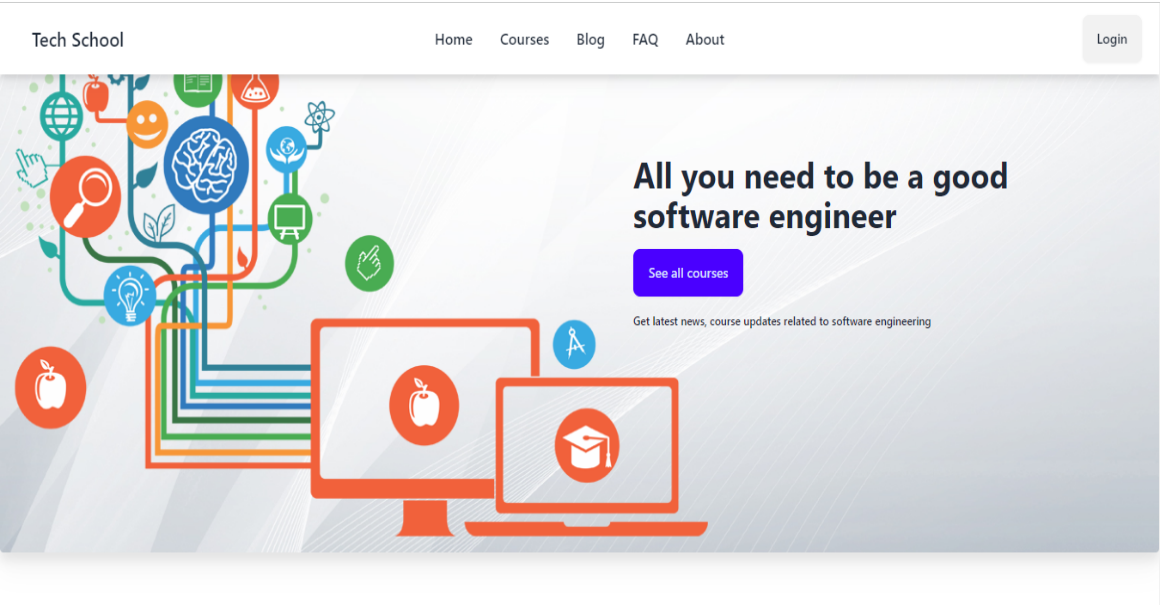 Tech School
Home
Courses
Blog
FAQ
About
Login
All you need to be a good
software engineer
See all courses
Get latest news, course updates related to software engineering